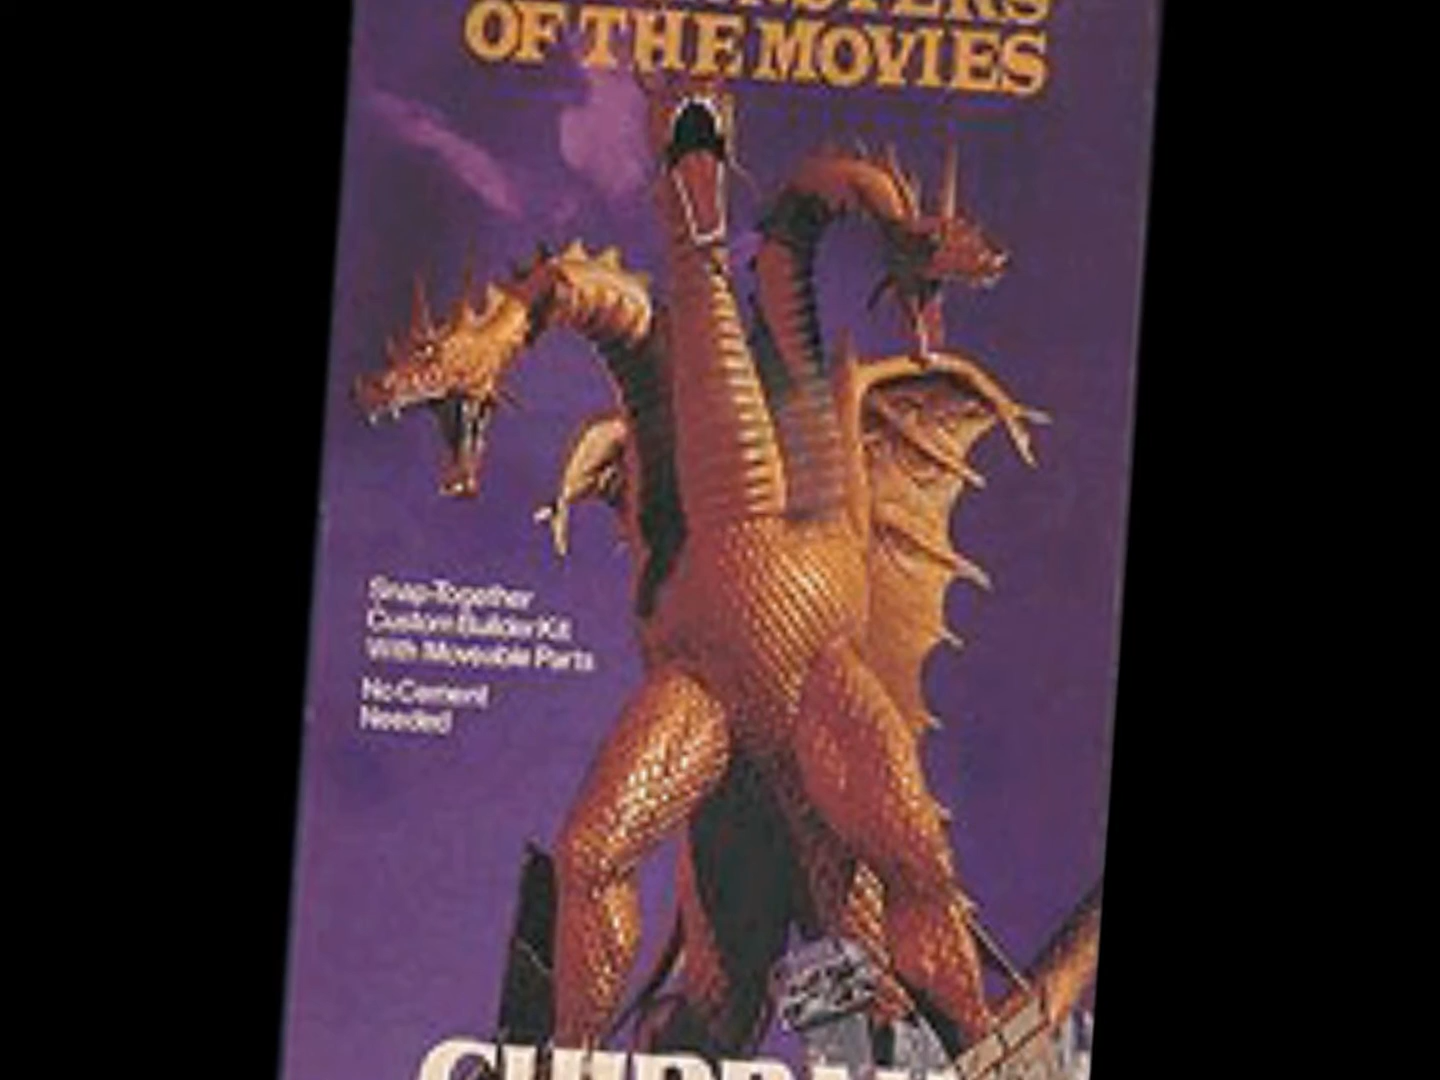 OF THE MOVIES
Snap-Together
Custom Builder Kit
With Moveable Parts
No Cement
Needed